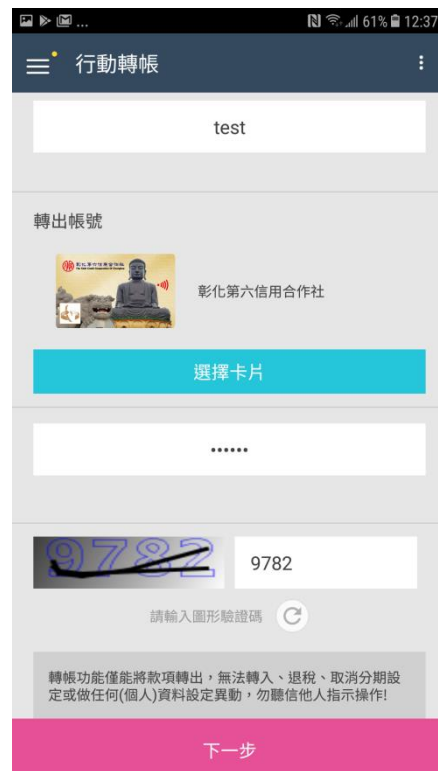 ... 61% 12:37
行動轉帳
test
轉出帳號
彰化第六信用合作社
選擇卡片
••••••
9782 9782
請輸入圖形驗證碼
轉帳功能僅能將款項轉出，無法轉入、退稅、取消分期設
定或做任何(個人)資料設定異動，勿聽信他人指示操作!
下一步